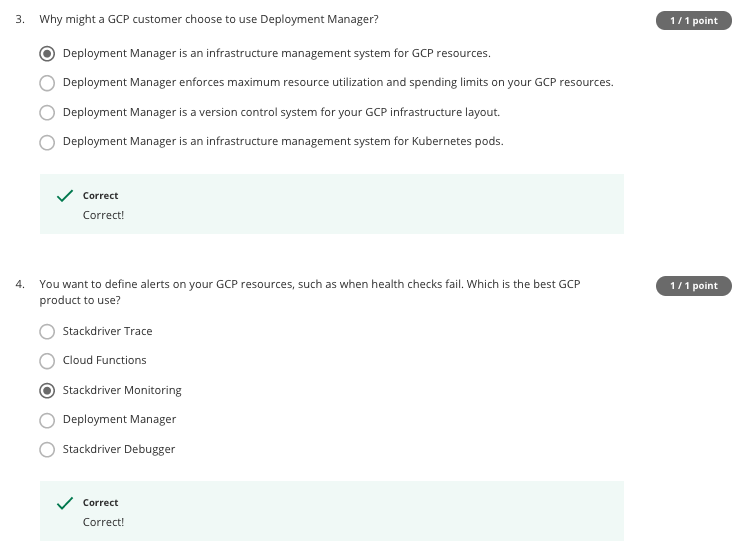 3. Why might a GCP customer choose to use Deployment Manager?
1 / 1 point
Deployment Manager is an infrastructure management system for GCP resources.
Deployment Manager enforces maximum resource utilization and spending limits on your GCP resources.
Deployment Manager is a version control system for your GCP infrastructure layout.
Deployment Manager is an infrastructure management system for Kubernetes pods.
Correct
Correct!
4. You want to define alerts on your GCP resources, such as when health checks fail. Which is the best GCP
product to use?
1 / 1 point
Stackdriver Trace
Cloud Functions
Stackdriver Monitoring
Deployment Manager
Stackdriver Debugger
Correct
Correct!